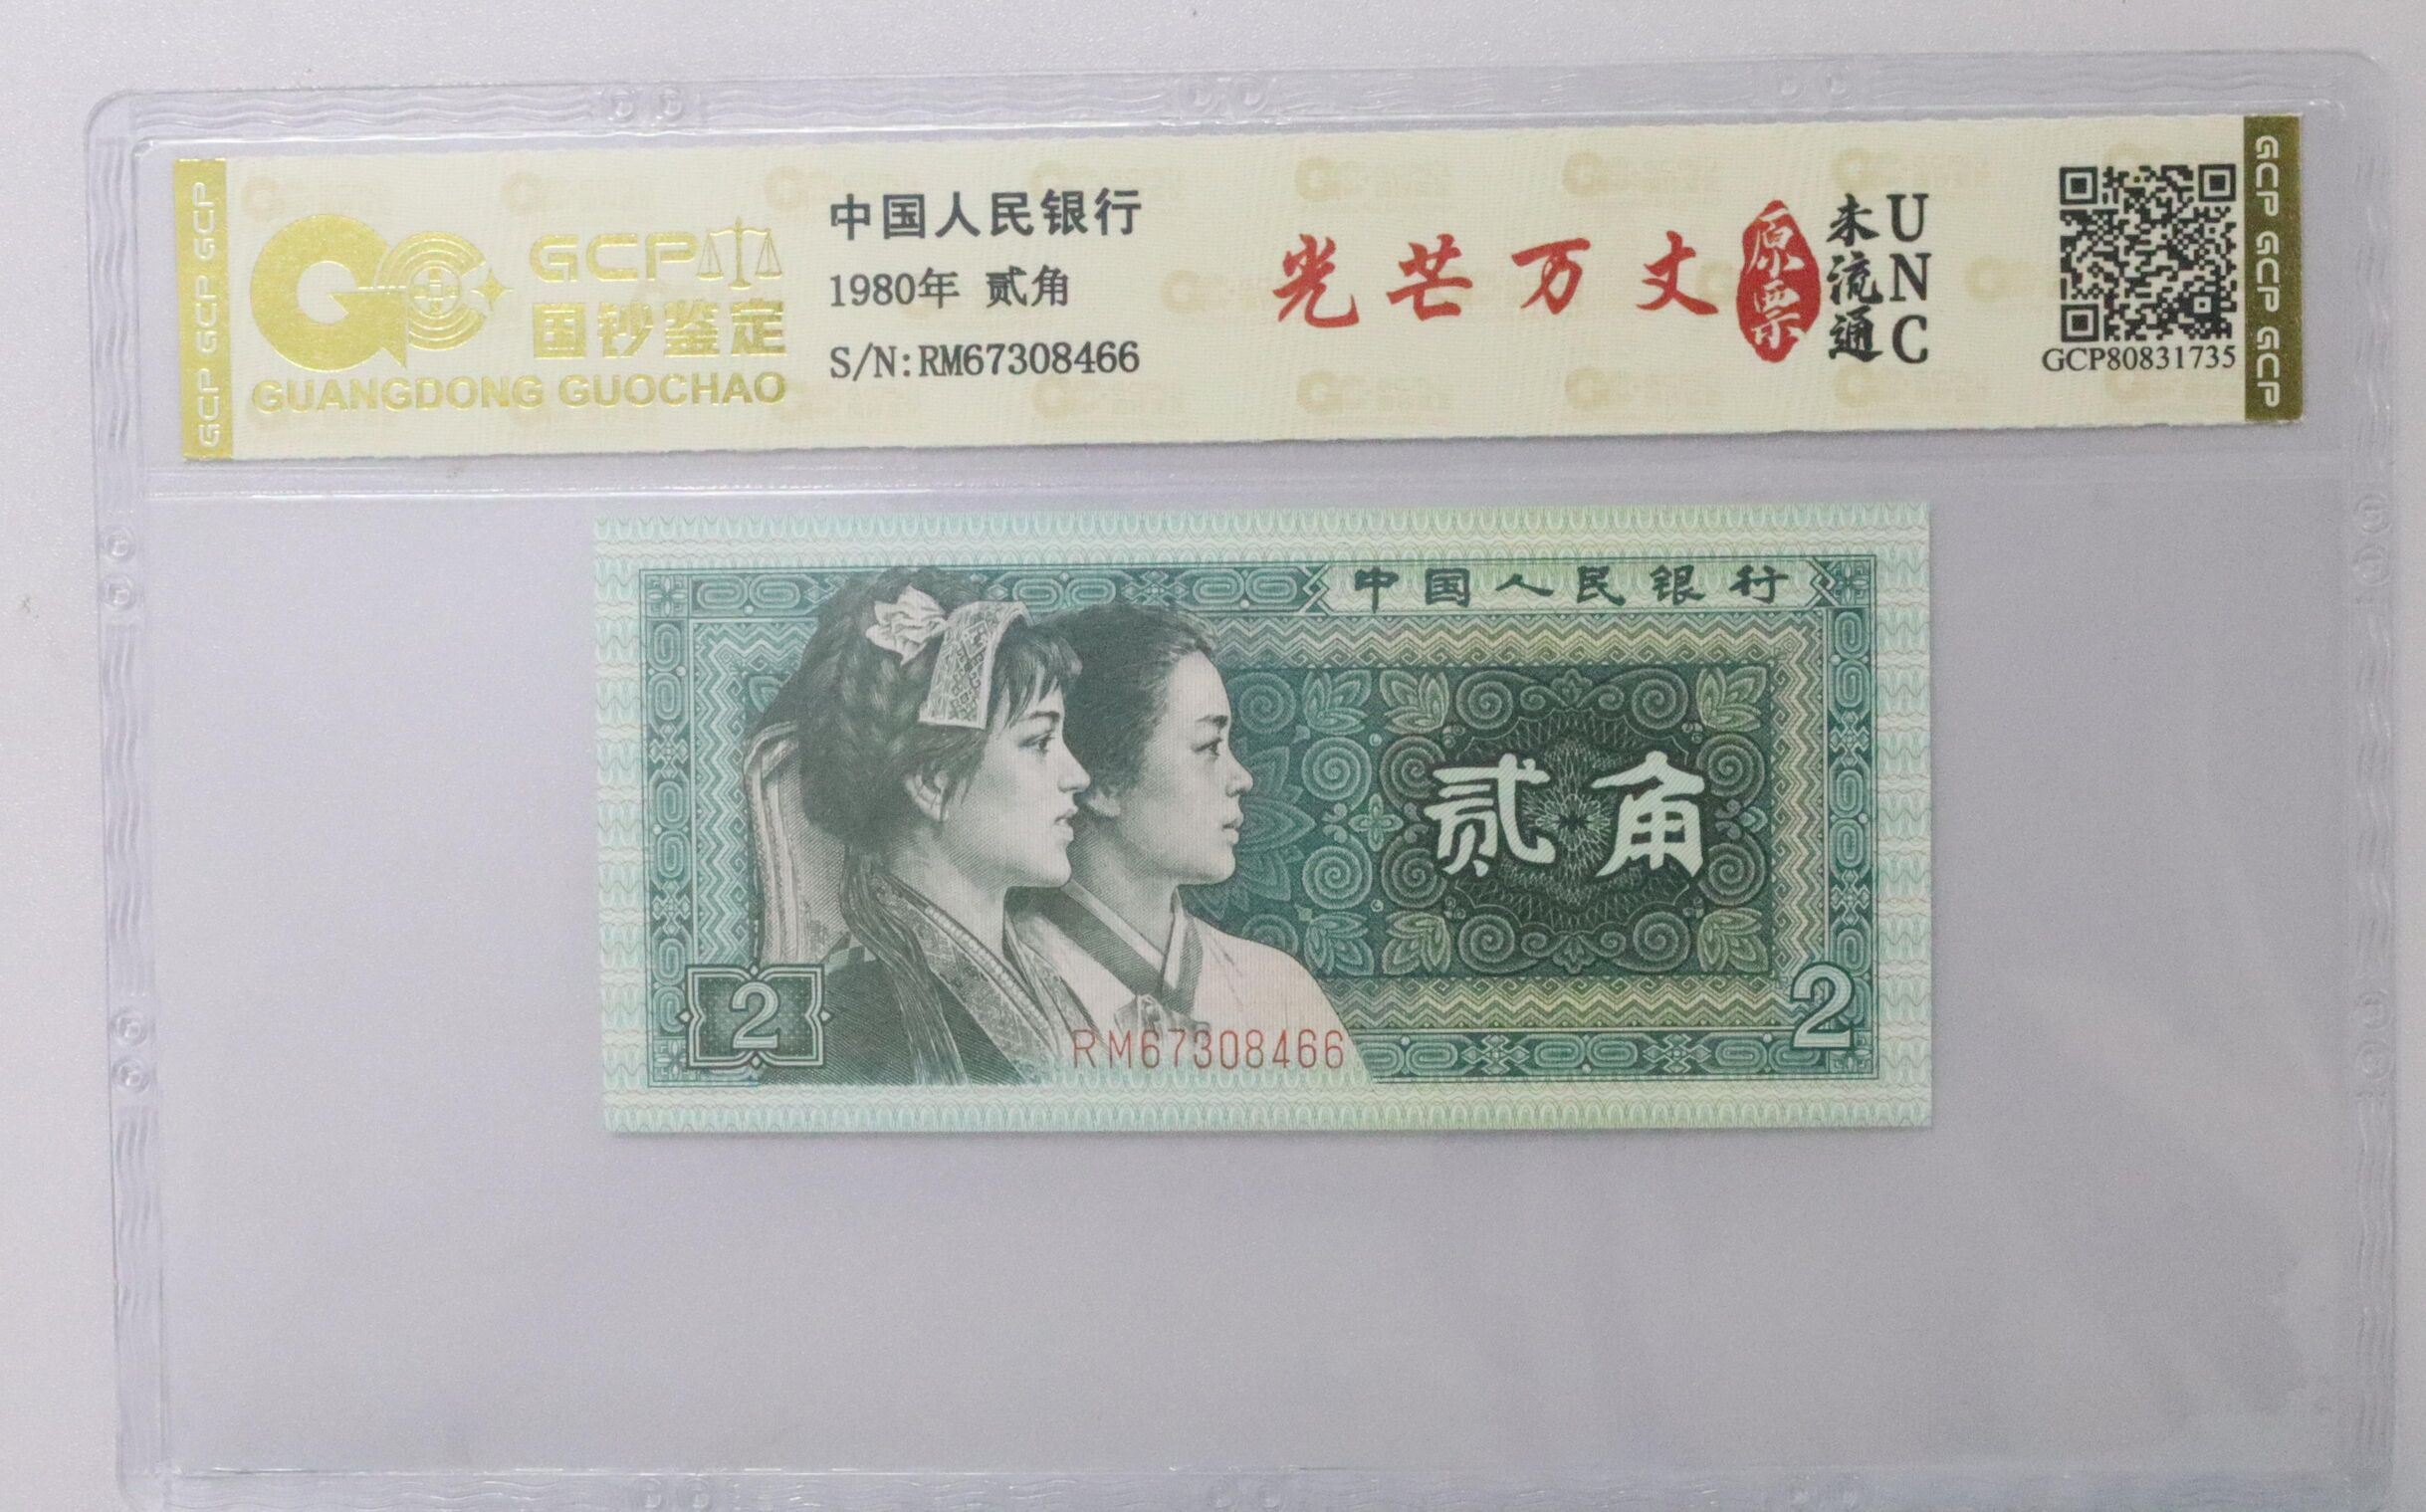 GCP GCP GCP
GCP
国钞鉴定
GUANGDONG GUOCHAO
中国人民银行
1980年 贰角
S/N:RM67308466
光芒万丈
原票
未流通
UNC
GCP80831735
GCP GCP GCP
中国人民银行
贰角
2
RM67308466
2